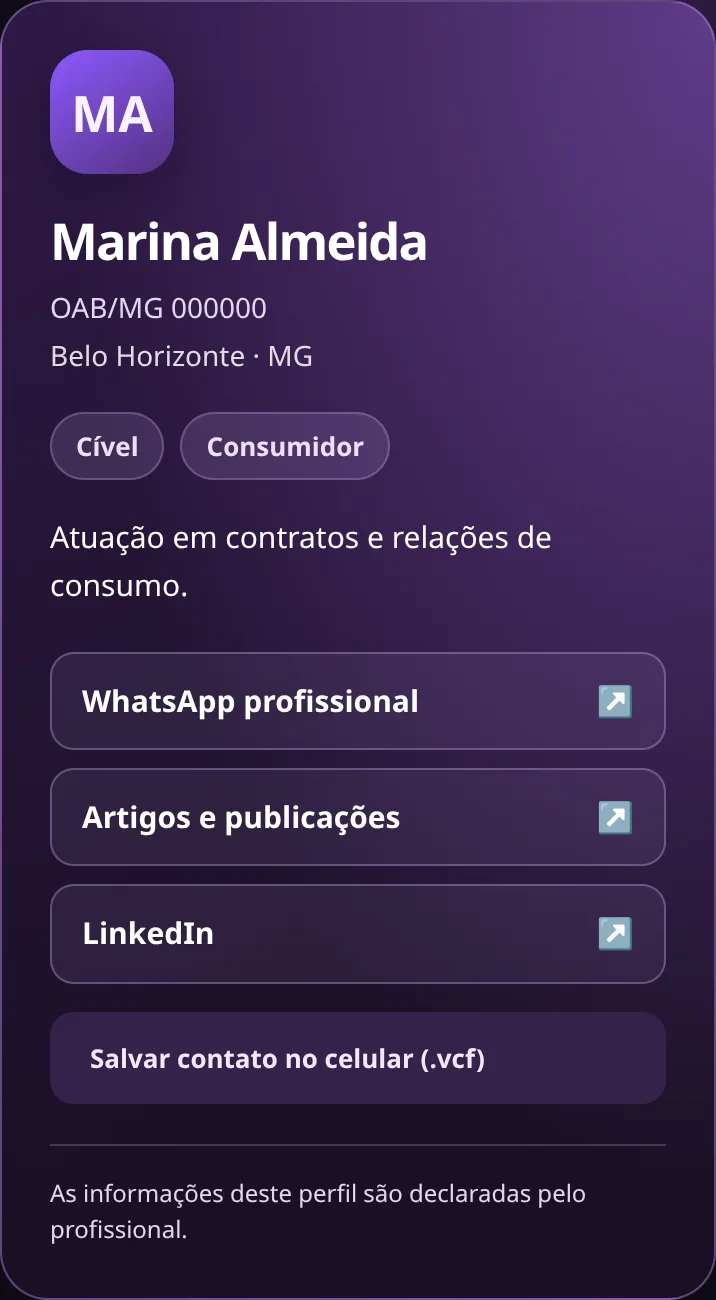 MA
Marina Almeida
OAB/MG 000000
Belo Horizonte · MG
Cível
Consumidor
Atuação em contratos e relações de
consumo.
WhatsApp profissional ↗
Artigos e publicações ↗
LinkedIn ↗
Salvar contato no celular (.vcf)
As informações deste perfil são declaradas pelo
profissional.